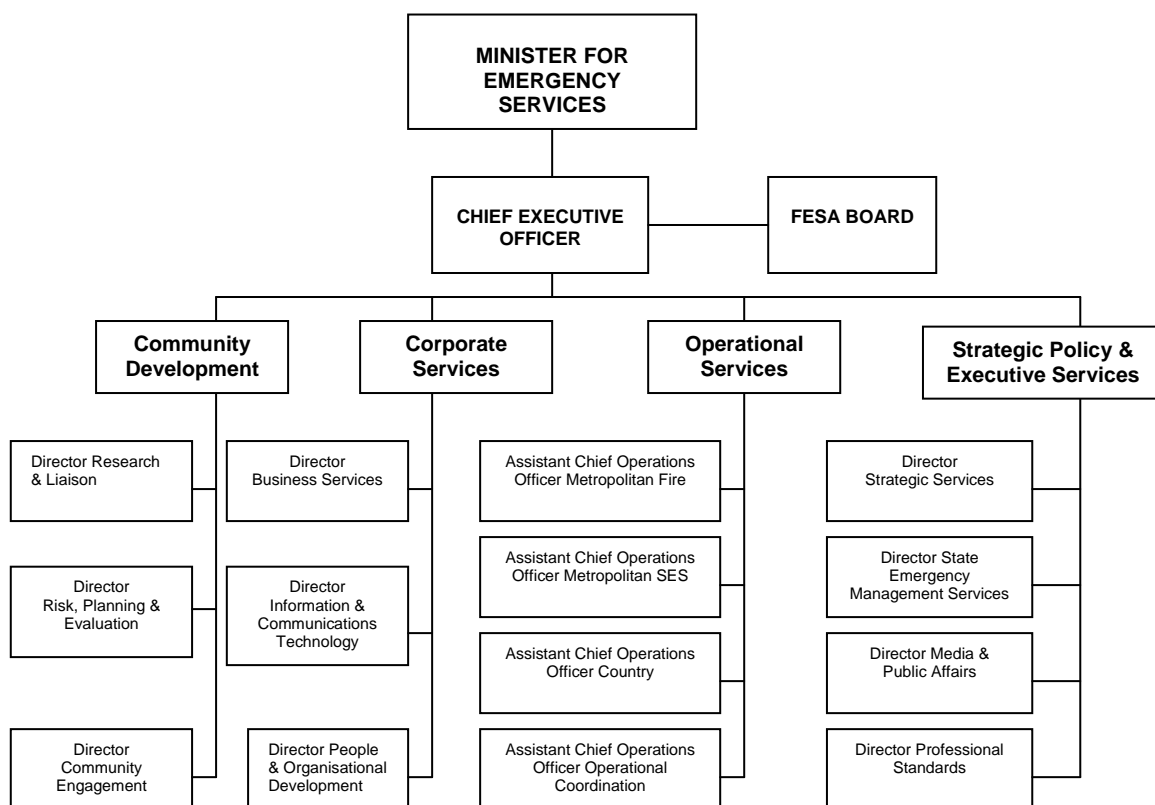 MINISTER FOR
EMERGENCY
SERVICES
CHIEF EXECUTIVE
OFFICER
FESA BOARD
Community
Development
Corporate
Services
Operational
Services
Strategic Policy &
Executive Services
Director Research
& Liaison
Director
Business Services
Assistant Chief Operations
Officer Metropolitan Fire
Director
Strategic Services
Director
Risk, Planning &
Evaluation
Director
Information &
Communications
Technology
Assistant Chief Operations
Officer Metropolitan SES
Director State
Emergency
Management Services
Assistant Chief Operations
Officer Country
Director Media &
Public Affairs
Director
Community
Engagement
Director People
& Organisational
Development
Assistant Chief Operations
Officer Operational
Coordination
Director Professional
Standards